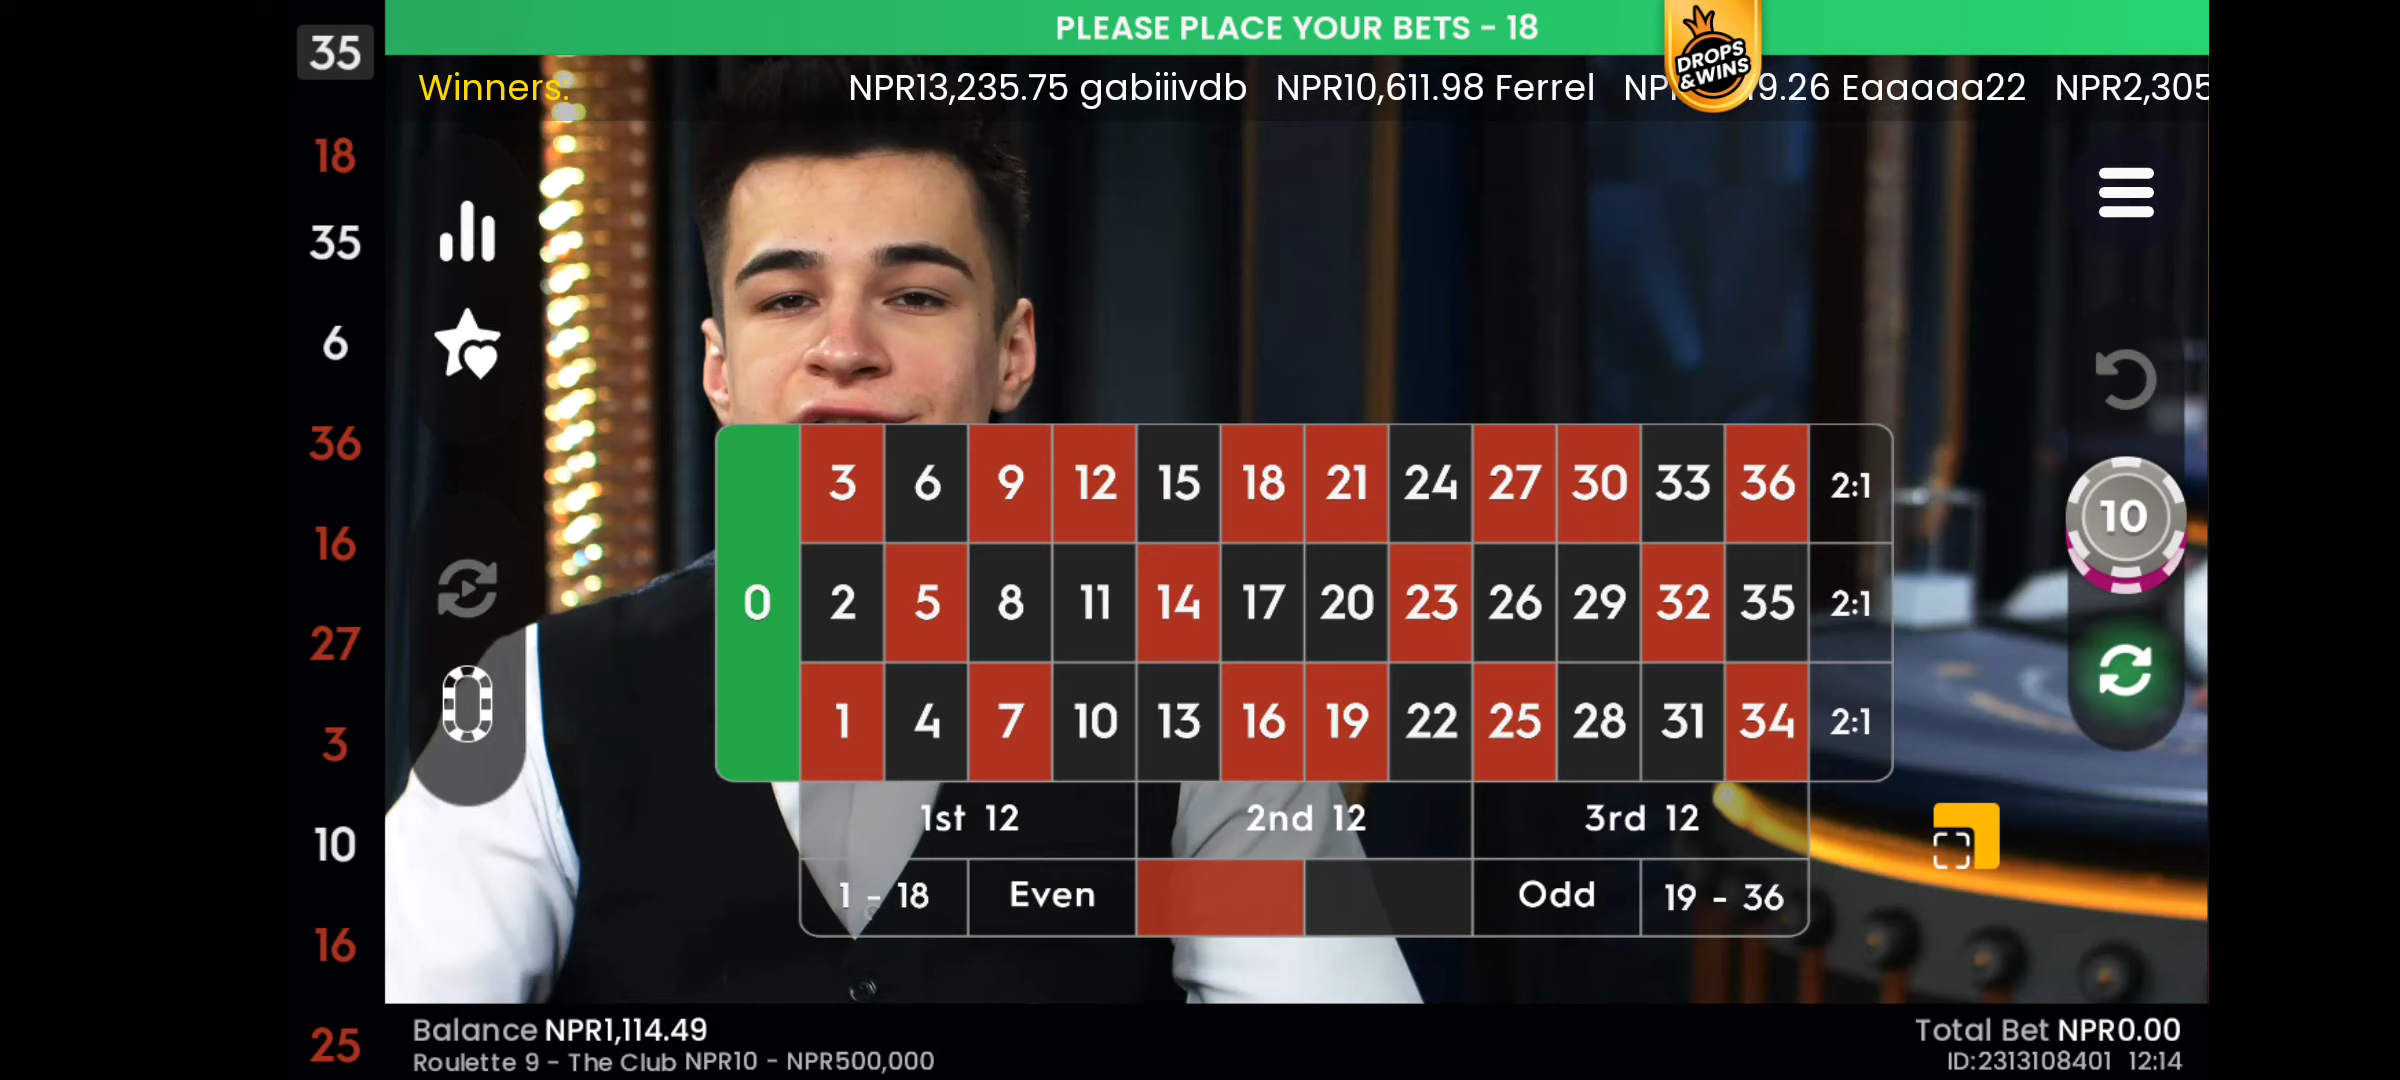 PLEASE PLACE YOUR BETS - 18
DROPS
&WINS
Winners:
NPR13,235.75 gabiiivdb NPR10,611.98 Ferrel 9.26 Eaaaaa22 NPR2,305
35
18
35
6
36
16
27
3
10
16
25
3 6 9 12 15 18 21 24 27 30 33 36 2:1
0 2 5 8 11 14 17 20 23 26 29 32 35 2:1
1 4 7 10 13 16 19 22 25 28 31 34 2:1
1st 12 2nd 12 3rd 12
1 - 18 Even Odd 19 - 36
10
Balance NPR1,114.49
Roulette 9 - The Club NPR10 - NPR500,000
Total Bet NPR0.00
ID:2313108401 12:14